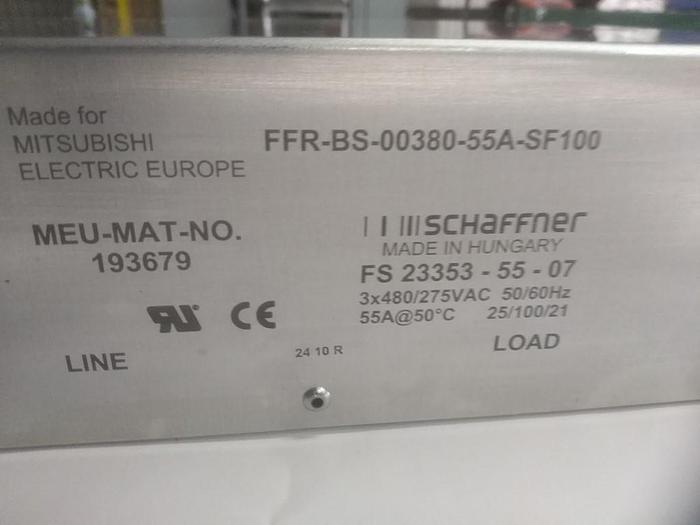 Made for
MITSUBISHI
ELECTRIC EUROPE
FFR-BS-00380-55A-SF100
MEU-MAT-NO.
193679
SCHaFFner
MADE IN HUNGARY
FS 23353 - 55 - 07
3x480/275VAC 50/60Hz
55A@50°C 25/100/21
CE
LINE
24 10 R
LOAD